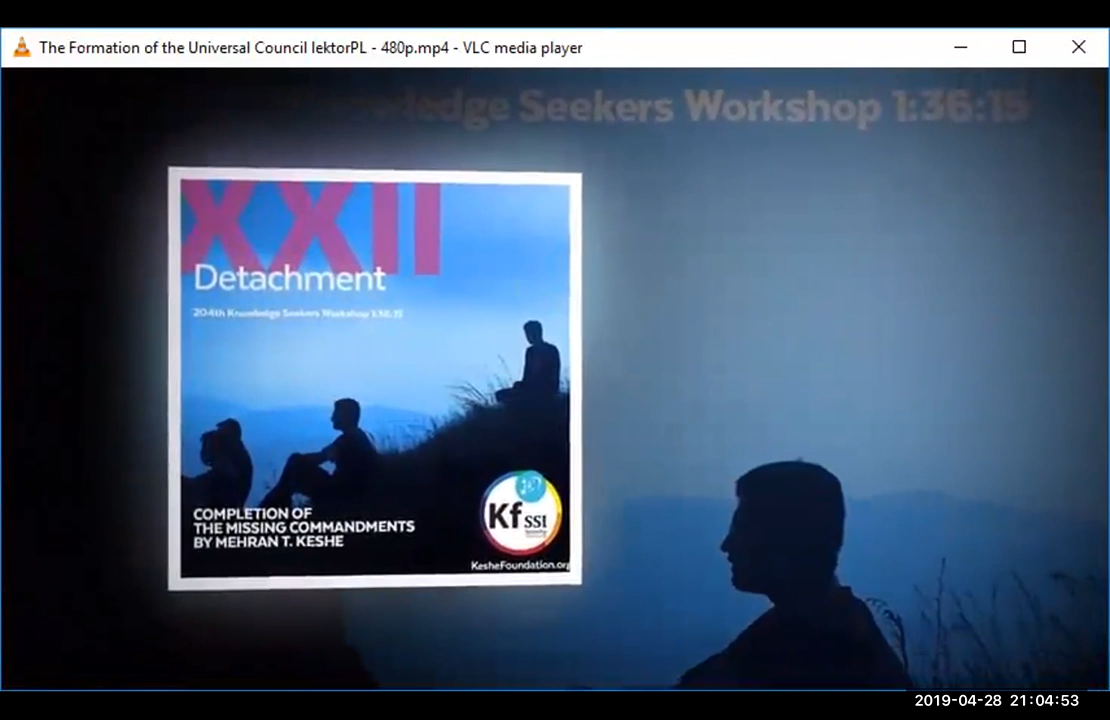 The Formation of the Universal Council lektorPL - 480p.mp4 - VLC media player
Seekers Workshop 1:36:15
XXII
Detachment
204th Knowledge Seekers Workshop 1:36:15
COMPLETION OF
THE MISSING COMMANDMENTS
BY MEHRAN T. KESHE
Kf SSI
KesheFoundation.org
2019-04-28 21:04:53